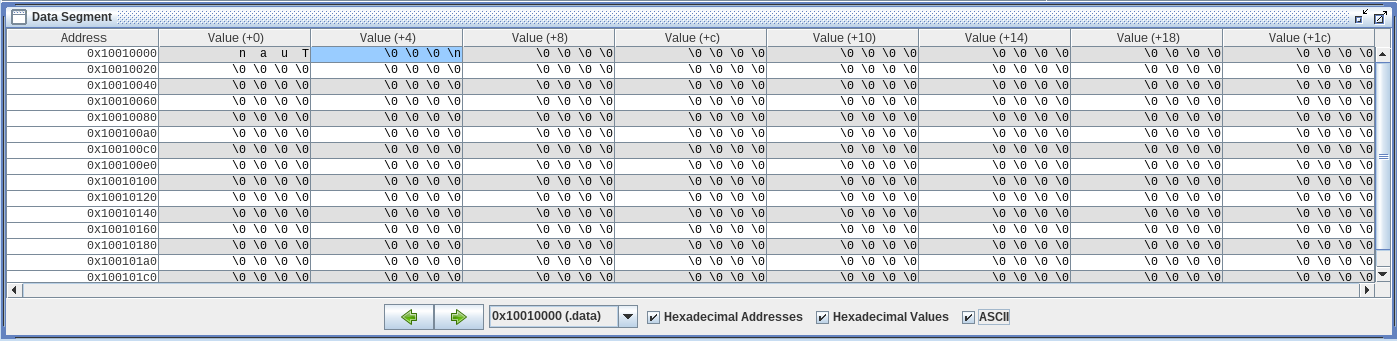 Data Segment
Address Value (+0) Value (+4) Value (+8) Value (+c) Value (+10) Value (+14) Value (+18) Value (+1c)
0x10010000 n a u T \0 \0 \0 \n \0 \0 \0 \0 \0 \0 \0 \0 \0 \0 \0 \0 \0 \0 \0 \0 \0 \0 \0 \0 \0 \0 \0 \0
0x10010020 \0 \0 \0 \0 \0 \0 \0 \0 \0 \0 \0 \0 \0 \0 \0 \0 \0 \0 \0 \0 \0 \0 \0 \0 \0 \0 \0 \0 \0 \0 \0 \0
0x10010040 \0 \0 \0 \0 \0 \0 \0 \0 \0 \0 \0 \0 \0 \0 \0 \0 \0 \0 \0 \0 \0 \0 \0 \0 \0 \0 \0 \0 \0 \0 \0 \0
0x10010060 \0 \0 \0 \0 \0 \0 \0 \0 \0 \0 \0 \0 \0 \0 \0 \0 \0 \0 \0 \0 \0 \0 \0 \0 \0 \0 \0 \0 \0 \0 \0 \0
0x10010080 \0 \0 \0 \0 \0 \0 \0 \0 \0 \0 \0 \0 \0 \0 \0 \0 \0 \0 \0 \0 \0 \0 \0 \0 \0 \0 \0 \0 \0 \0 \0 \0
0x100100a0 \0 \0 \0 \0 \0 \0 \0 \0 \0 \0 \0 \0 \0 \0 \0 \0 \0 \0 \0 \0 \0 \0 \0 \0 \0 \0 \0 \0 \0 \0 \0 \0
0x100100c0 \0 \0 \0 \0 \0 \0 \0 \0 \0 \0 \0 \0 \0 \0 \0 \0 \0 \0 \0 \0 \0 \0 \0 \0 \0 \0 \0 \0 \0 \0 \0 \0
0x100100e0 \0 \0 \0 \0 \0 \0 \0 \0 \0 \0 \0 \0 \0 \0 \0 \0 \0 \0 \0 \0 \0 \0 \0 \0 \0 \0 \0 \0 \0 \0 \0 \0
0x10010100 \0 \0 \0 \0 \0 \0 \0 \0 \0 \0 \0 \0 \0 \0 \0 \0 \0 \0 \0 \0 \0 \0 \0 \0 \0 \0 \0 \0 \0 \0 \0 \0
0x10010120 \0 \0 \0 \0 \0 \0 \0 \0 \0 \0 \0 \0 \0 \0 \0 \0 \0 \0 \0 \0 \0 \0 \0 \0 \0 \0 \0 \0 \0 \0 \0 \0
0x10010140 \0 \0 \0 \0 \0 \0 \0 \0 \0 \0 \0 \0 \0 \0 \0 \0 \0 \0 \0 \0 \0 \0 \0 \0 \0 \0 \0 \0 \0 \0 \0 \0
0x10010160 \0 \0 \0 \0 \0 \0 \0 \0 \0 \0 \0 \0 \0 \0 \0 \0 \0 \0 \0 \0 \0 \0 \0 \0 \0 \0 \0 \0 \0 \0 \0 \0
0x10010180 \0 \0 \0 \0 \0 \0 \0 \0 \0 \0 \0 \0 \0 \0 \0 \0 \0 \0 \0 \0 \0 \0 \0 \0 \0 \0 \0 \0 \0 \0 \0 \0
0x100101a0 \0 \0 \0 \0 \0 \0 \0 \0 \0 \0 \0 \0 \0 \0 \0 \0 \0 \0 \0 \0 \0 \0 \0 \0 \0 \0 \0 \0 \0 \0 \0 \0
0x100101c0 \0 \0 \0 \0 \0 \0 \0 \0 \0 \0 \0 \0 \0 \0 \0 \0 \0 \0 \0 \0 \0 \0 \0 \0 \0 \0 \0 \0 \0 \0 \0 \0
0x10010000 (.data) Hexadecimal Addresses Hexadecimal Values ASCII